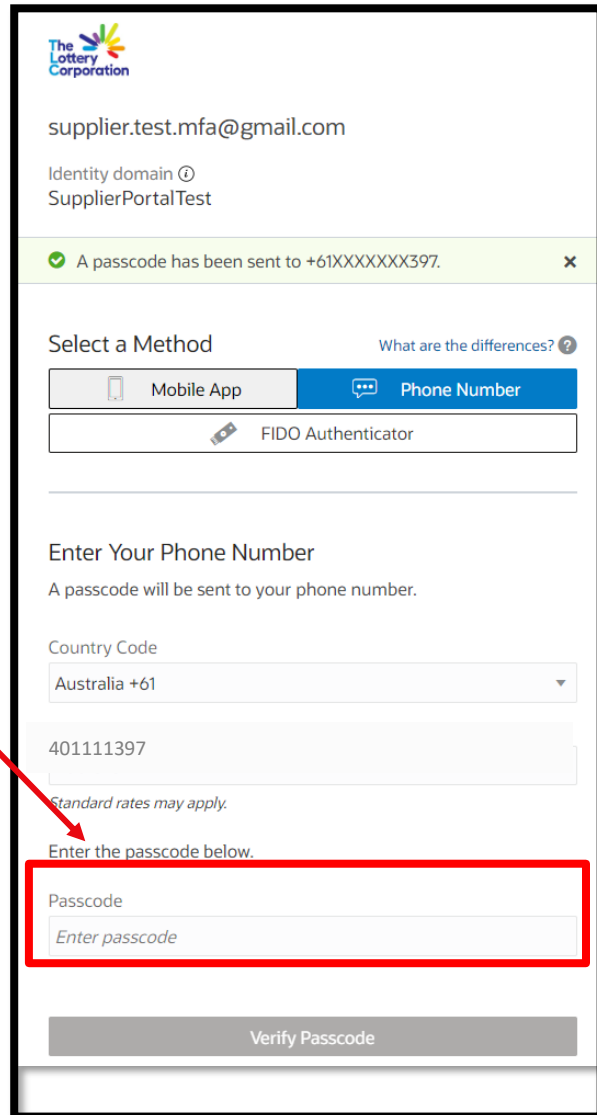 The
Lottery
Corporation
supplier.test.mfa@gmail.com
Identity domain
SupplierPortalTest
A passcode has been sent to +61XXXXXXX397.
Select a Method What are the differences?
Mobile App Phone Number
FIDO Authenticator
Enter Your Phone Number
A passcode will be sent to your phone number.
Country Code
Australia +61
401111397
Standard rates may apply.
Enter the passcode below.
Passcode
Enter passcode
Verify Passcode